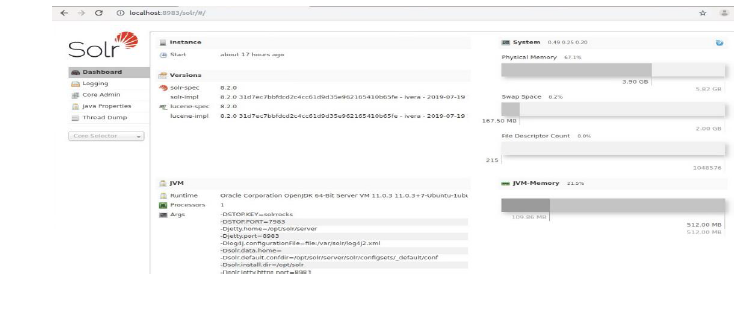 localhost:8983/solr/#/
Solr
Dashboard
Logging
Core Admin
Java Properties
Thread Dump
Core Selector
Instance
Start about 17 hours ago
Versions
solr-spec 8.2.0
solr-impl 8.2.0 31d7ec7bbfdcd2c4cc61d9d35e962165410b65fe - ivera - 2019-07-19
lucene-spec 8.2.0
lucene-impl 8.2.0 31d7ec7bbfdcd2c4cc61d9d35e962165410b65fe - ivera - 2019-07-19
JVM
Runtime Oracle Corporation OpenJDK 64-Bit Server VM 11.0.3 11.0.3+7-Ubuntu-1ubu
Processors 1
Args -DSTOP.KEY=solrocks
-DSTOP.PORT=7983
-Djetty.home=/opt/solr/server
-Djetty.port=8983
-Dlog4j.configurationFile=file:/var/solr/log4j2.xml
-Dsolr.data.home=
-Dsolr.default.confdir=/opt/solr/server/solr/configsets/_default/conf
-Dsolr.install.dir=/opt/solr
-Dsolr.jetty.https.port=8983
System 0.49 0.25 0.20
Physical Memory 67.1%
3.90 GB
5.82 GB
Swap Space 8.2%
167.50 MB
2.00 GB
File Descriptor Count 0.0%
215
1048576
JVM-Memory 21.5%
109.86 MB
512.00 MB
512.00 MB